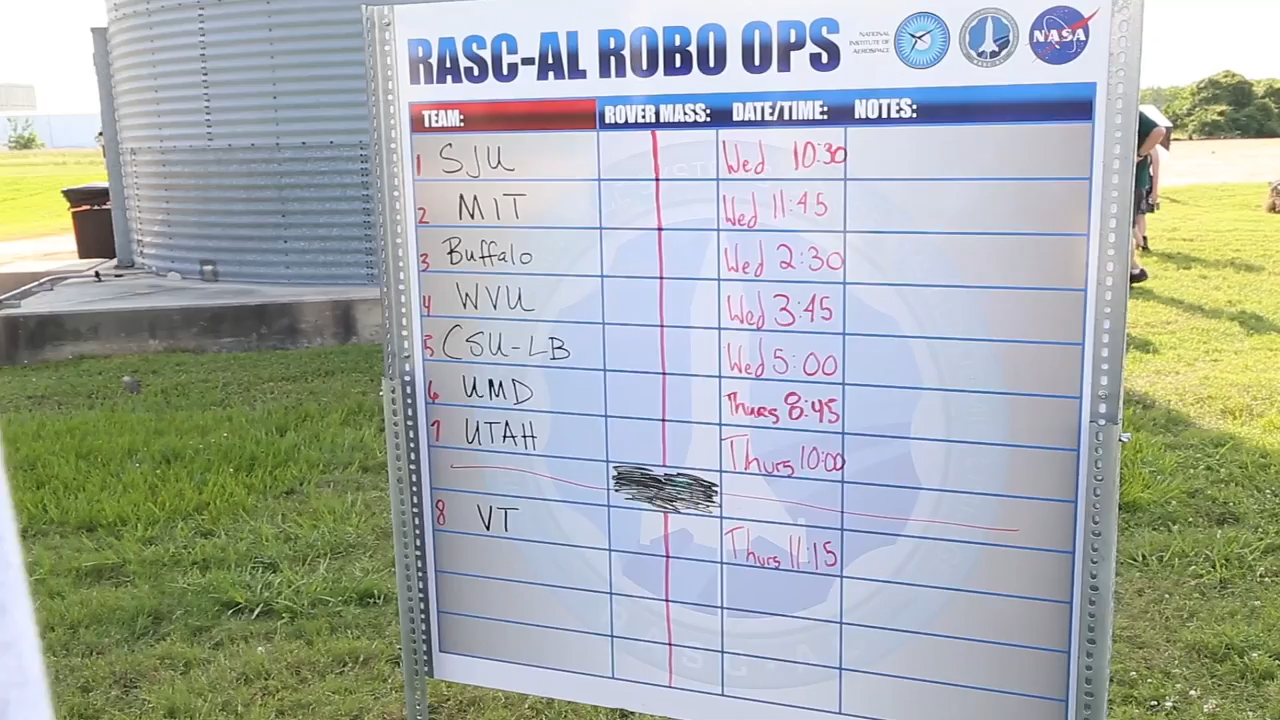 RASC-AL ROBO OPS
NATIONAL
INSTITUTE OF
AEROSPACE
RASC-AL
NASA
TEAM: ROVER MASS: DATE/TIME: NOTES:
1 SJU Wed 10:30
2 MIT Wed 11:45
3 Buffalo Wed 2:30
4 WVU Wed 3:45
5 CSU-LB Wed 5:00
6 UMD Thurs 8:45
7 UTAH Thurs 10:00
8 VT Thurs 11:15